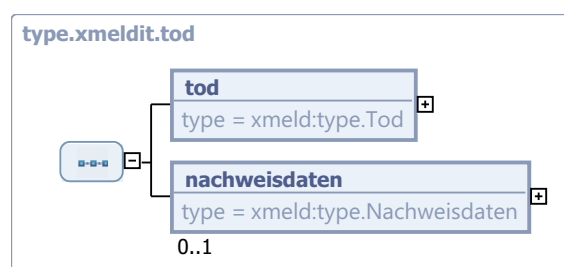 type.xmeldit.tod
tod
type = xmeld:type.Tod
nachweisdaten
type = xmeld:type.Nachweisdaten
0..1